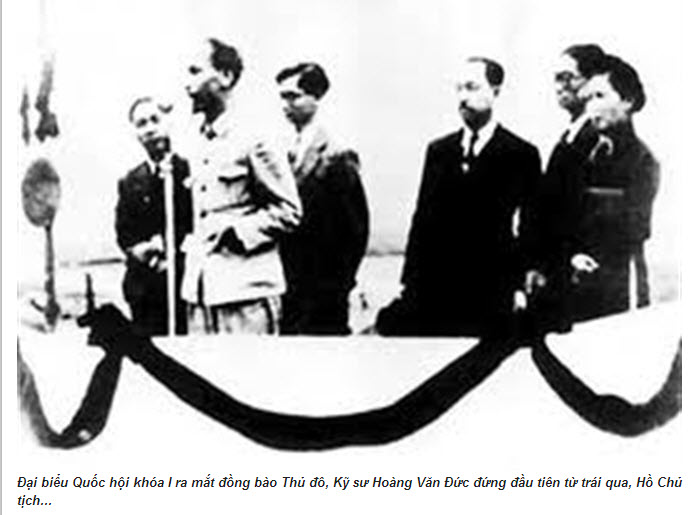 Đại biểu Quốc hội khóa I ra mắt đồng bào Thủ đô, Kỹ sư Hoàng Văn Đức đứng đầu tiên từ trái qua, Hồ Chủ
tịch...